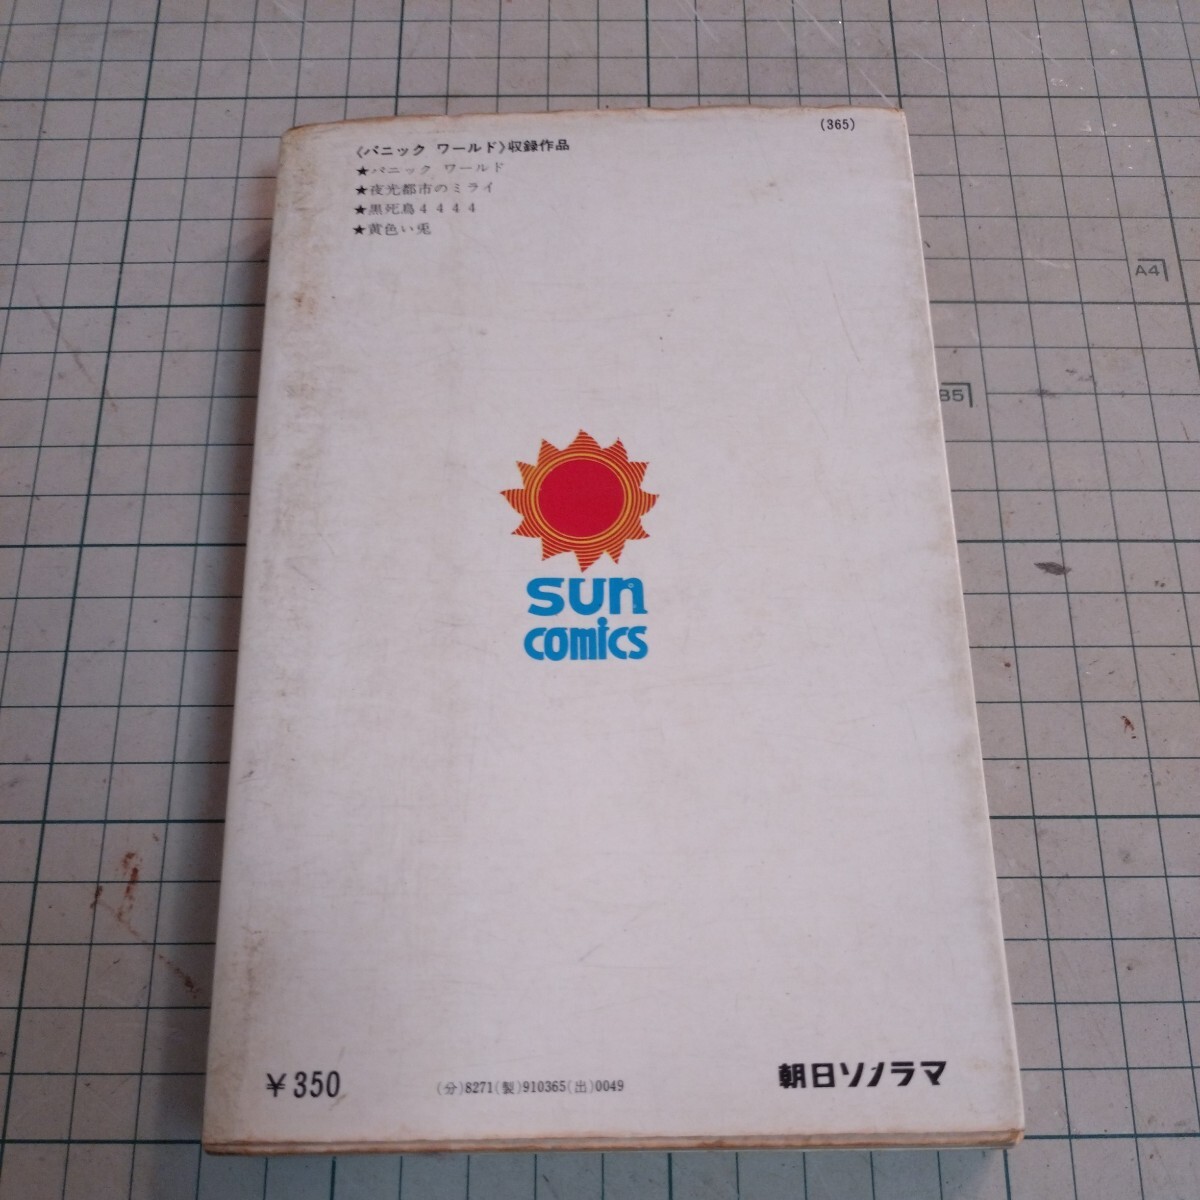 (365)
《パニック ワールド》収録作品
★パニック ワールド
★夜光都市のミライ
★黒死鳥4444
★黄色い兎
A4
B5
sun
comics
¥350
(分)8271(製)910365(出)0049
朝日ソノラマ